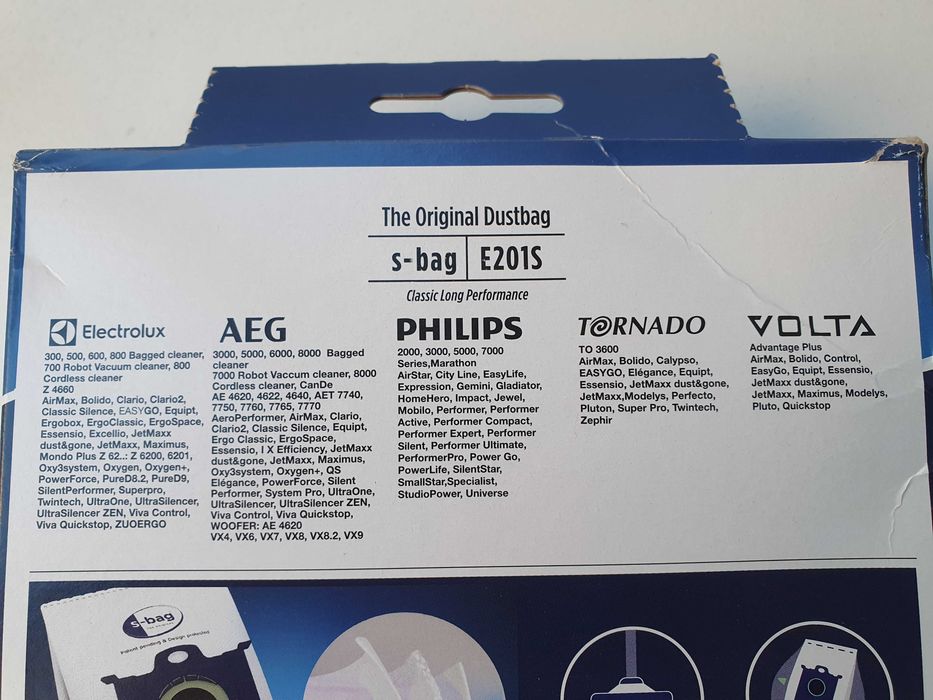 The Original Dustbag
s-bag E201S
Classic Long Performance
Electrolux
300, 500, 600, 800 Bagged cleaner,
700 Robot Vacuum cleaner, 800
Cordless cleaner
Z 4660
AirMax, Bolido, Clario, Clario2,
Classic Silence, EASYGO, Equipt,
Ergobox, ErgoClassic, ErgoSpace,
Essensio, Excellio, JetMaxx
dust&gone, JetMaxx, Maximus,
Mondo Plus Z 62..: Z 6200, 6201,
Oxy3system, Oxygen, Oxygen+,
PowerForce, PureD8.2, PureD9,
SilentPerformer, Superpro,
Twintech, UltraOne, UltraSilencer,
UltraSilencer ZEN, Viva Control,
Viva Quickstop, ZUOERGO
AEG
3000, 5000, 6000, 8000 Bagged
cleaner
7000 Robot Vaccum cleaner, 8000
Cordless cleaner, CanDe
AE 4620, 4622, 4640, AET 7740,
7750, 7760, 7765, 7770
AeroPerformer, AirMax, Clario,
Clario2, Classic Silence, Equipt,
Ergo Classic, ErgoSpace,
Essensio, I X Efficiency, JetMaxx
dust&gone, JetMaxx, Maximus,
Oxy3system, Oxygen+, QS
Elégance, PowerForce, Silent
Performer, System Pro, UltraOne,
UltraSilencer, UltraSilencer ZEN,
Viva Control, Viva Quickstop,
WOOFER: AE 4620
VX4, VX6, VX7, VX8, VX8.2, VX9
PHILIPS
2000, 3000, 5000, 7000
Series,Marathon
AirStar, City Line, EasyLife,
Expression, Gemini, Gladiator,
HomeHero, Impact, Jewel,
Mobilo, Performer, Performer
Active, Performer Compact,
Performer Expert, Performer
Silent, Performer Ultimate,
PerformerPro, Power Go,
PowerLife, SilentStar,
SmallStar,Specialist,
StudioPower, Universe
TORNADO
TO 3600
AirMax, Bolido, Calypso,
EASYGO, Elégance, Equipt,
Essensio, JetMaxx dust&gone,
JetMaxx,Modelys, Perfecto,
Pluton, Super Pro, Twintech,
Zephir
VOLTA
Advantage Plus
AirMax, Bolido, Control,
EasyGo, Equipt, Essensio,
JetMaxx dust&gone,
JetMaxx, Maximus, Modelys,
Pluto, Quickstop
s-bag
Patent pending & Design protected